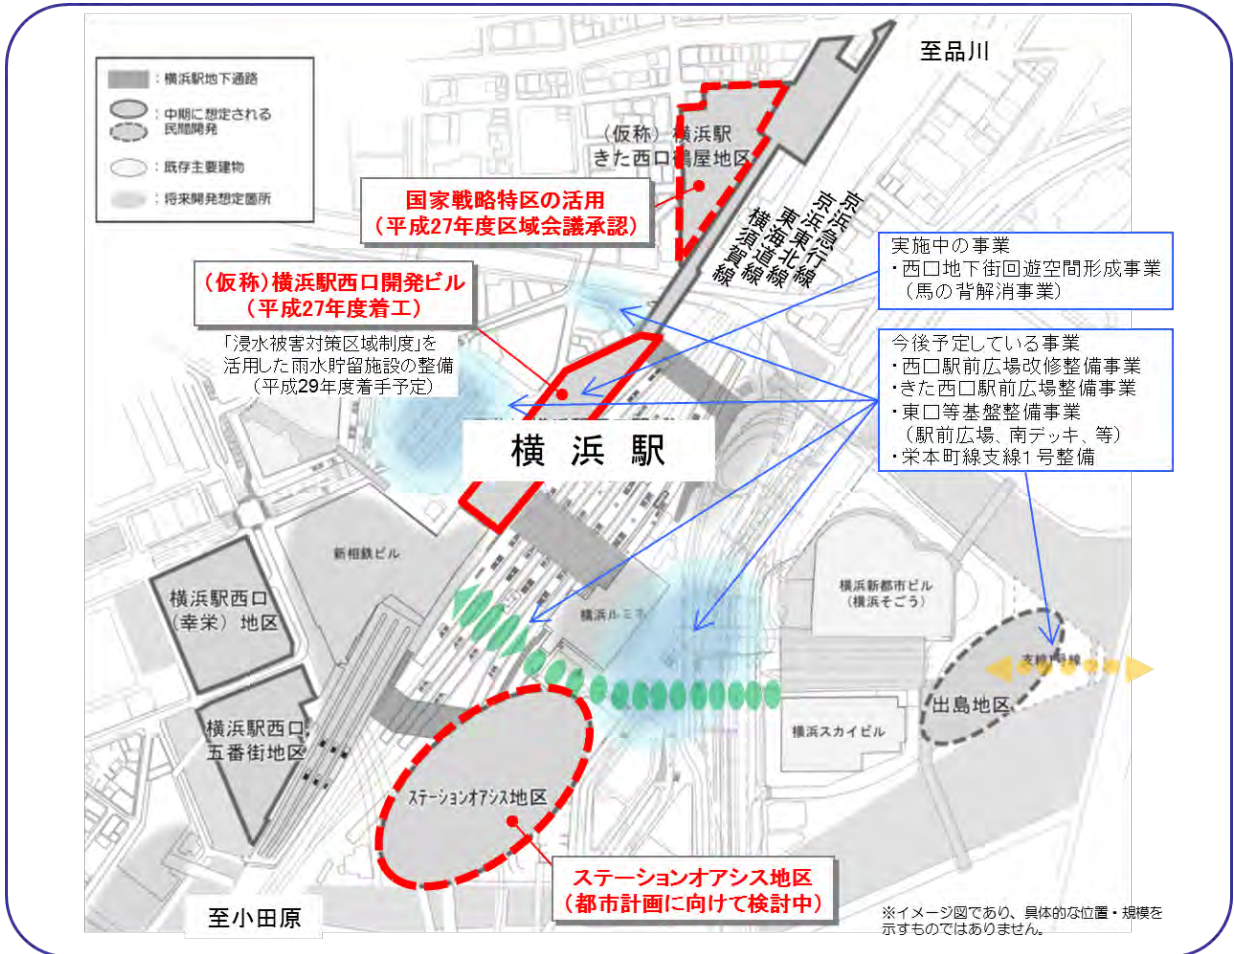 至品川
：横浜駅地下通路
：中期に想定される
民間開発
：既存主要建物
：将来開発想定箇所
（仮称）横浜駅
きた西口鶴屋地区
国家戦略特区の活用
（平成27年度区域会議承認）
京浜急行線
京浜東北線
東海道線
横須賀線
実施中の事業
・西口地下街回遊空間形成事業
（馬の背解消事業）
（仮称）横浜駅西口開発ビル
（平成27年度着工）
「浸水被害対策区域制度」を
活用した雨水貯留施設の整備
（平成29年度着手予定）
今後予定している事業
・西口駅前広場改修整備事業
・きた西口駅前広場整備事業
・東口等基盤整備事業
（駅前広場、南デッキ、等）
・栄本町線支線1号整備
横浜駅
新相鉄ビル
横浜駅西口
（幸栄）地区
横浜ルミネ
横浜新都市ビル
（横浜そごう）
支線1号線
出島地区
横浜駅西口
五番街地区
横浜スカイビル
ステーションオアシス地区
ステーションオアシス地区
（都市計画に向けて検討中）
至小田原
※イメージ図であり、具体的な位置・規模を
示すものではありません。